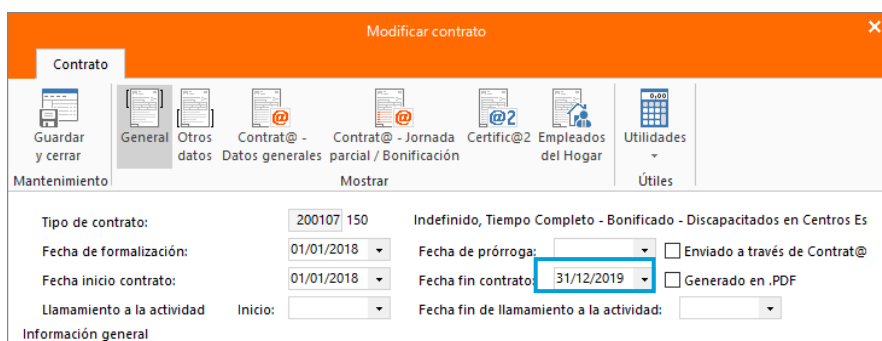 Modificar contrato
Contrato
Guardar y cerrar
General
Otros datos
Contrat@ - Datos generales
Contrat@ - Jornada parcial / Bonificación
Certific@2
Empleados del Hogar
0,00
Utilidades
Mantenimiento
Mostrar
Útiles
Tipo de contrato: 200107 150 Indefinido, Tiempo Completo - Bonificado - Discapacitados en Centros Es
Fecha de formalización: 01/01/2018 Fecha de prórroga: Enviado a través de Contrat@
Fecha inicio contrato: 01/01/2018 Fecha fin contrato: 31/12/2019 Generado en .PDF
Llamamiento a la actividad Inicio: Fecha fin de llamamiento a la actividad:
Información general